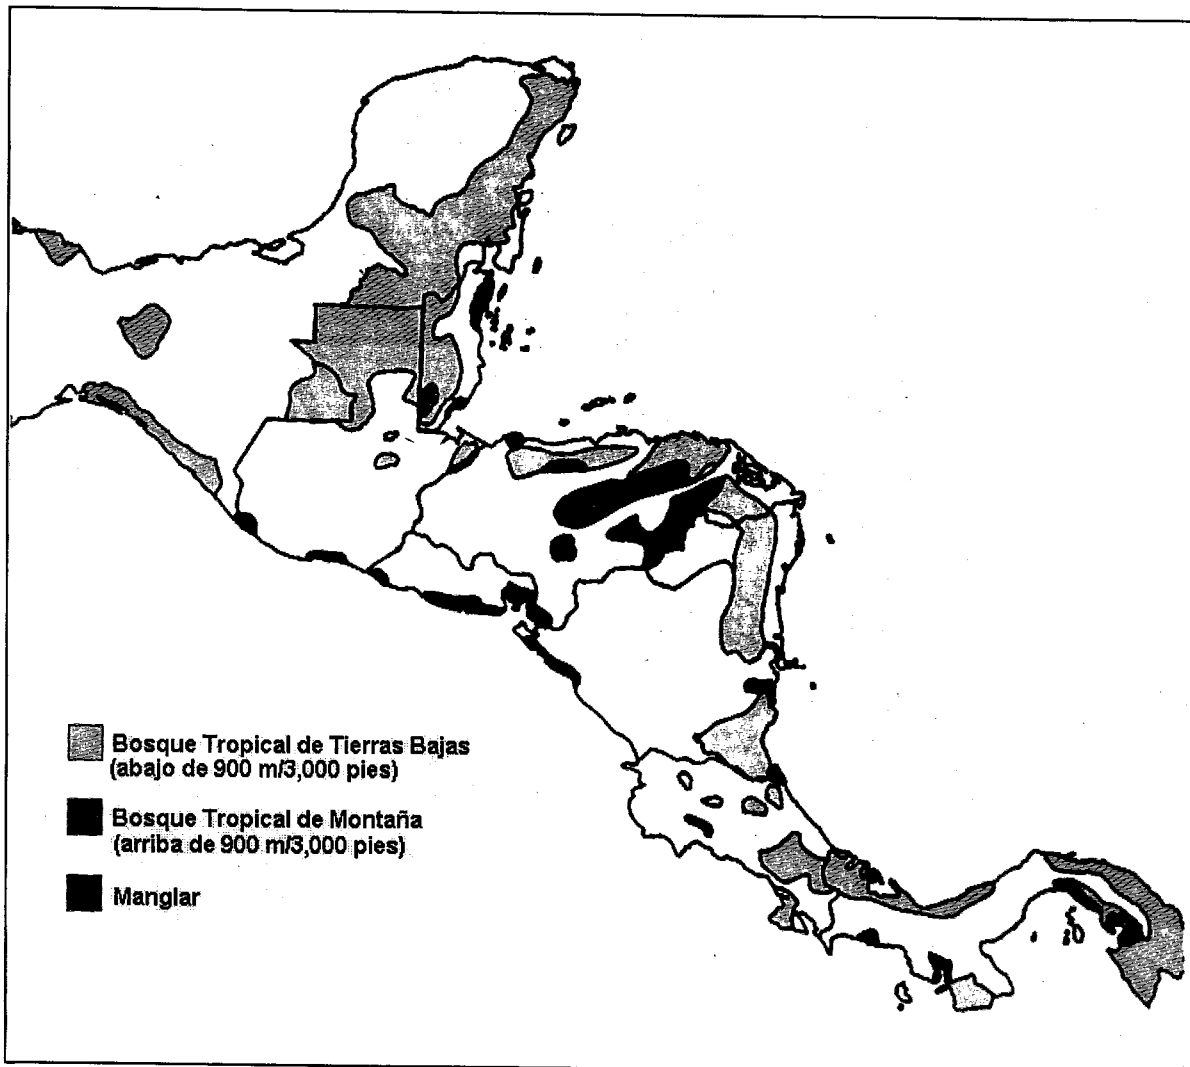 Bosque Tropical de Tierras Bajas
(abajo de 900 m/3,000 pies)
Bosque Tropical de Montaña
(arriba de 900 m/3,000 pies)
Manglar